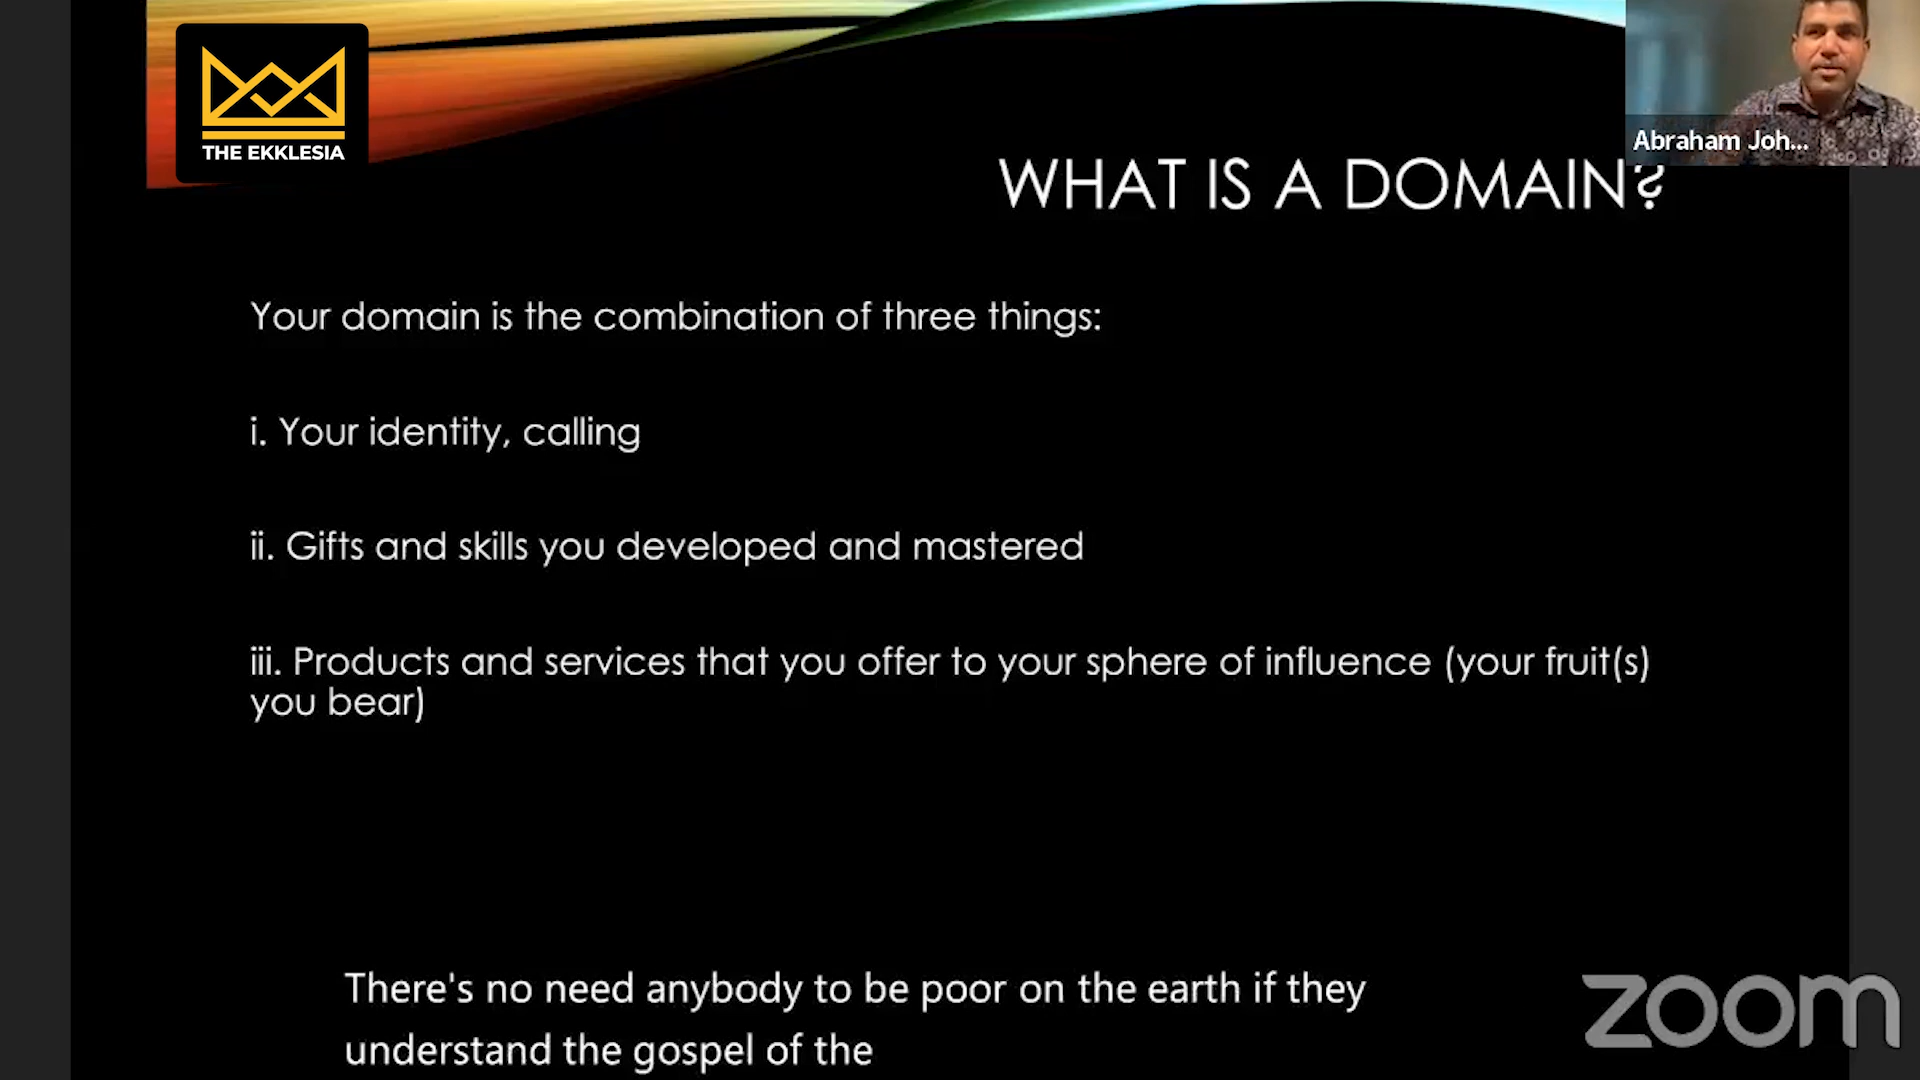 THE EKKLESIA
Abraham Joh...
WHAT IS A DOMAIN?
Your domain is the combination of three things:
i. Your identity, calling
ii. Gifts and skills you developed and mastered
iii. Products and services that you offer to your sphere of influence (your fruit(s)
you bear)
There's no need anybody to be poor on the earth if they
understand the gospel of the
zoom